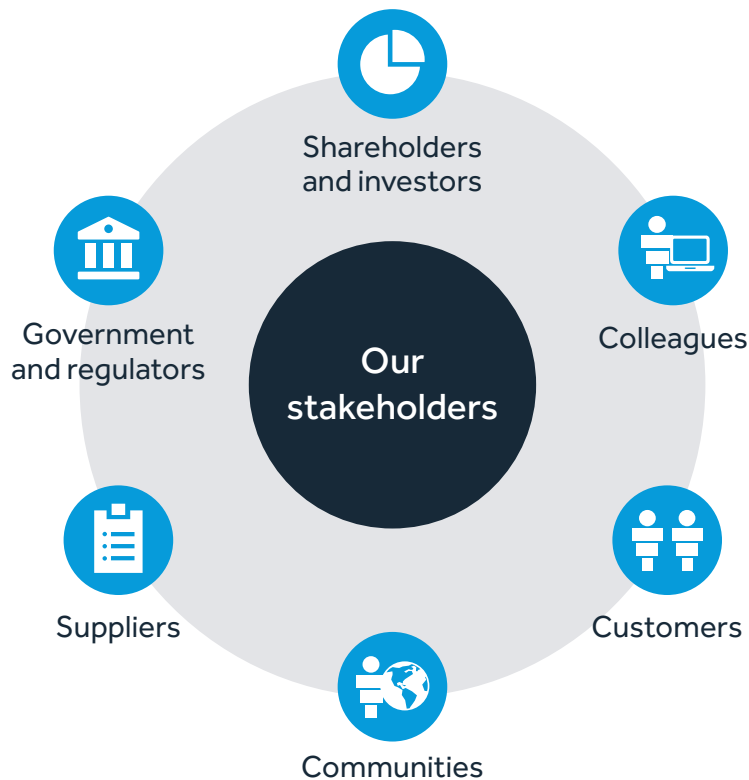 Shareholders
and investors
Government
and regulators
Colleagues
Our
stakeholders
Suppliers
Customers
Communities